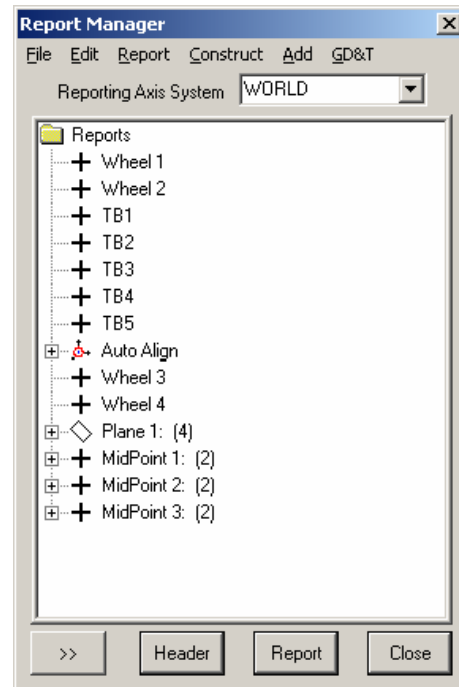 Report Manager
File Edit Report Construct Add GD&T
Reporting Axis System WORLD
Reports
Wheel 1
Wheel 2
TB1
TB2
TB3
TB4
TB5
Auto Align
Wheel 3
Wheel 4
Plane 1: (4)
MidPoint 1: (2)
MidPoint 2: (2)
MidPoint 3: (2)
>> Header Report Close